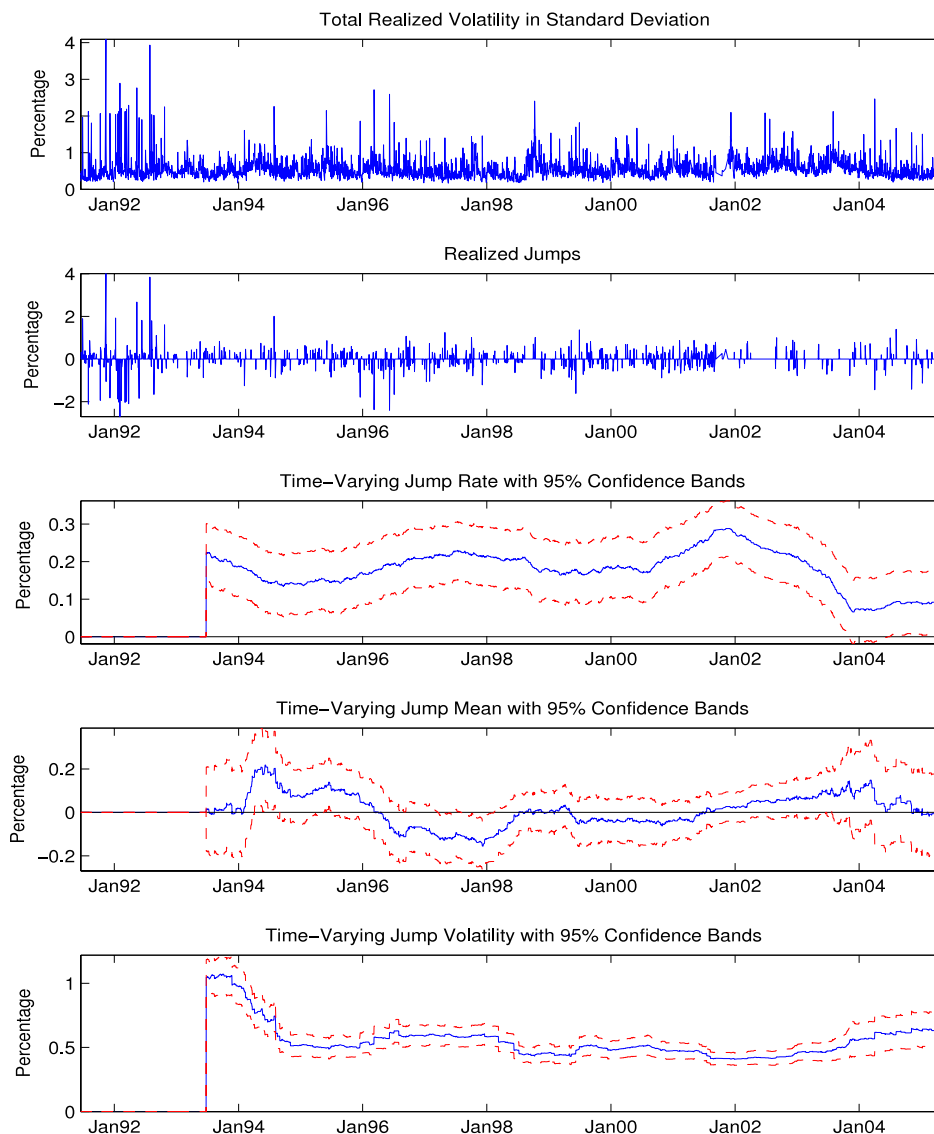 Total Realized Volatility in Standard Deviation
4
3
2
1
0
Percentage
Jan92 Jan94 Jan96 Jan98 Jan00 Jan02 Jan04
Realized Jumps
4
2
0
−2
Percentage
Jan92 Jan94 Jan96 Jan98 Jan00 Jan02 Jan04
Time−Varying Jump Rate with 95% Confidence Bands
0.3
0.2
0.1
0
Percentage
Jan92 Jan94 Jan96 Jan98 Jan00 Jan02 Jan04
Time−Varying Jump Mean with 95% Confidence Bands
0.2
0
−0.2
Percentage
Jan92 Jan94 Jan96 Jan98 Jan00 Jan02 Jan04
Time−Varying Jump Volatility with 95% Confidence Bands
1
0.5
0
Percentage
Jan92 Jan94 Jan96 Jan98 Jan00 Jan02 Jan04